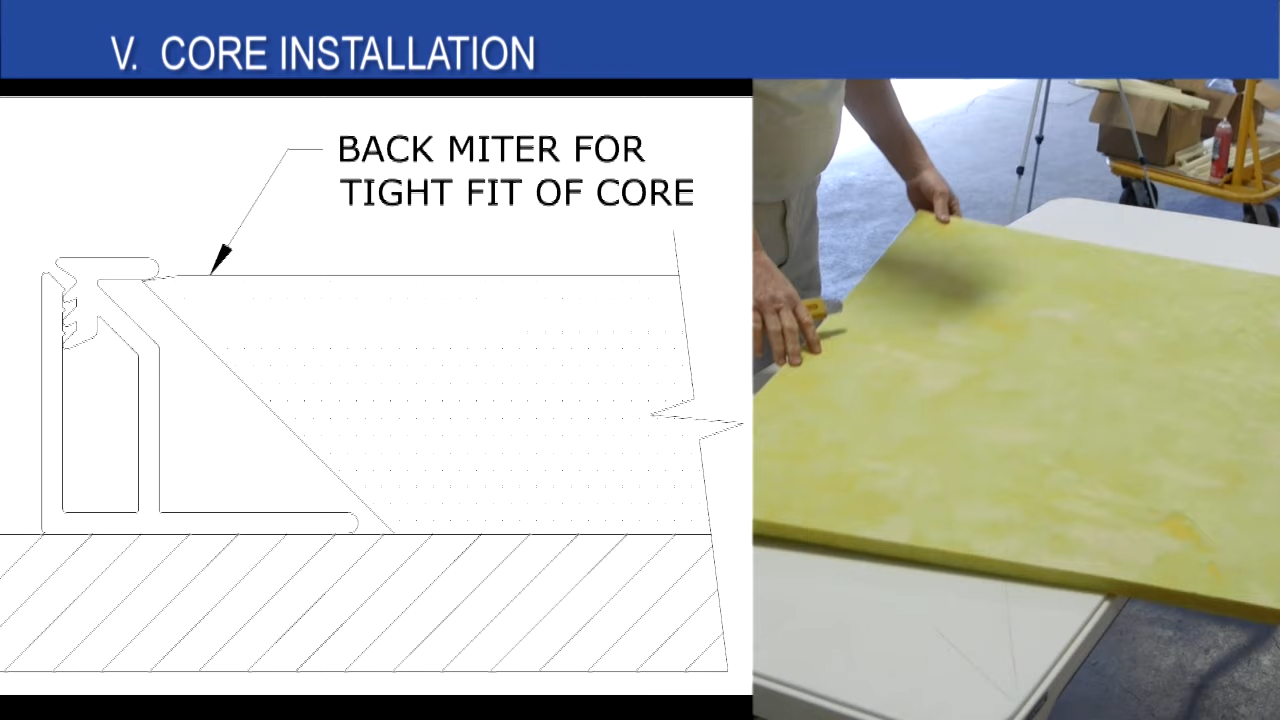 V. CORE INSTALLATION
BACK MITER FOR
TIGHT FIT OF CORE